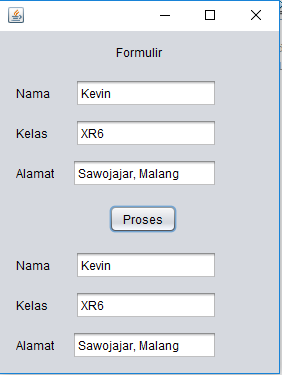 Formulir
Nama Kevin
Kelas XR6
Alamat Sawojajar, Malang
Proses
Nama Kevin
Kelas XR6
Alamat Sawojajar, Malang